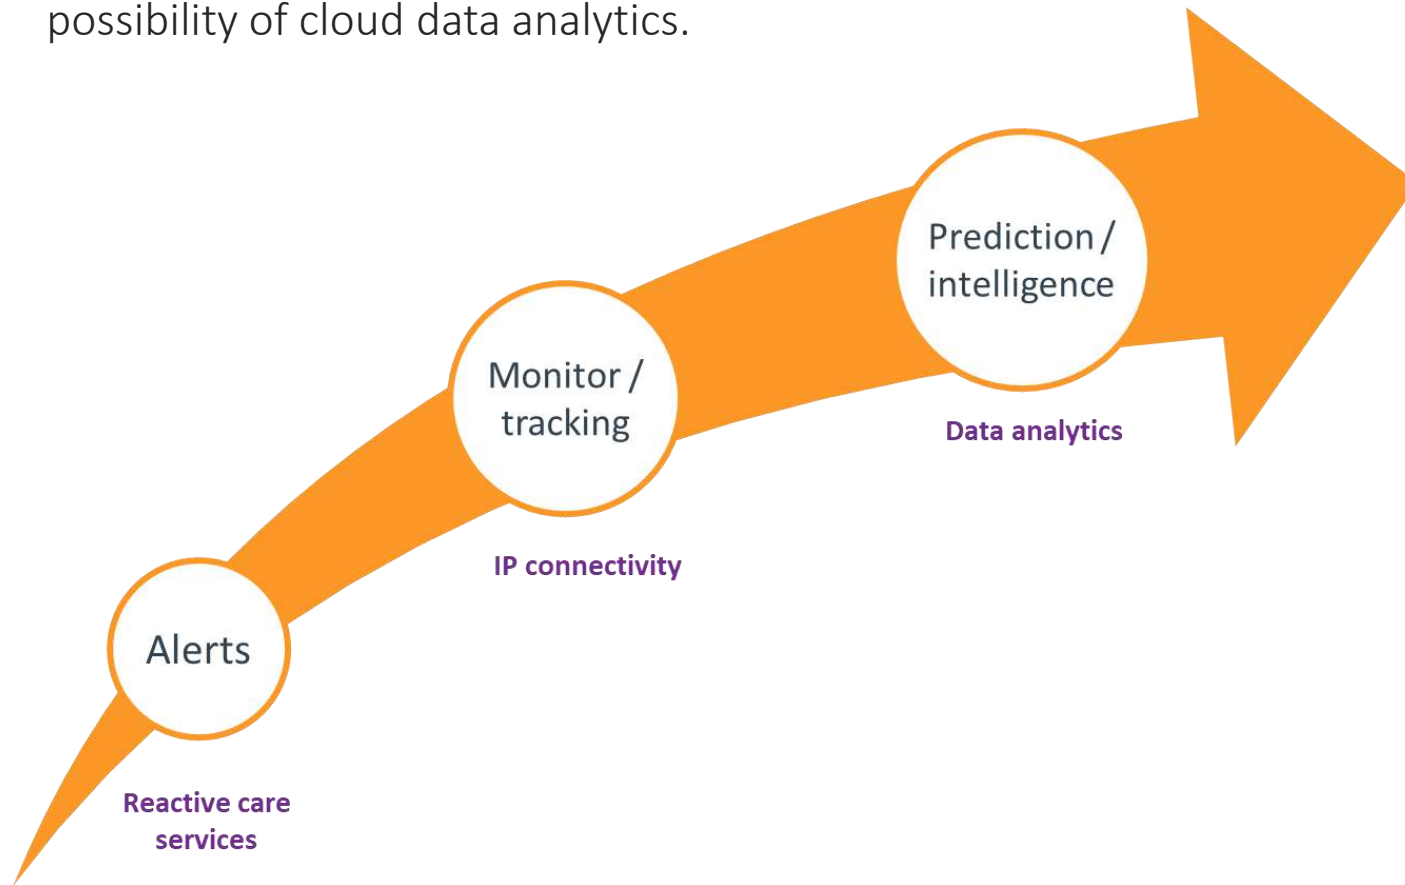 possibility of cloud data analytics.
Prediction /
intelligence
Data analytics
Monitor /
tracking
IP connectivity
Alerts
Reactive care
services